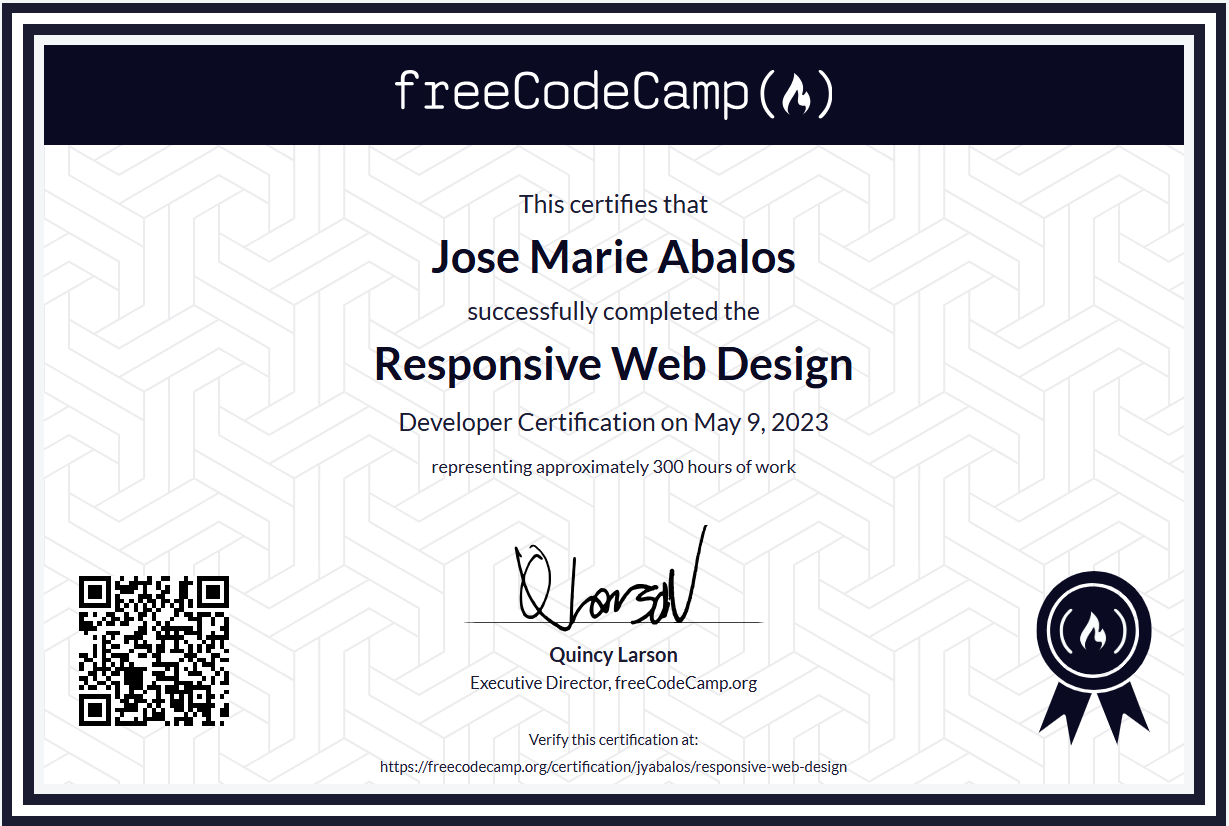 freeCodeCamp
This certifies that
Jose Marie Abalos
successfully completed the
Responsive Web Design
Developer Certification on May 9, 2023
representing approximately 300 hours of work
Q Larson
Quincy Larson
Executive Director, freeCodeCamp.org
Verify this certification at:
https://freecodecamp.org/certification/jyabalos/responsive-web-design